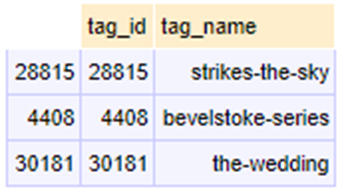 tag_id tag_name
28815 28815 strikes-the-sky
4408 4408 bevelstoke-series
30181 30181 the-wedding